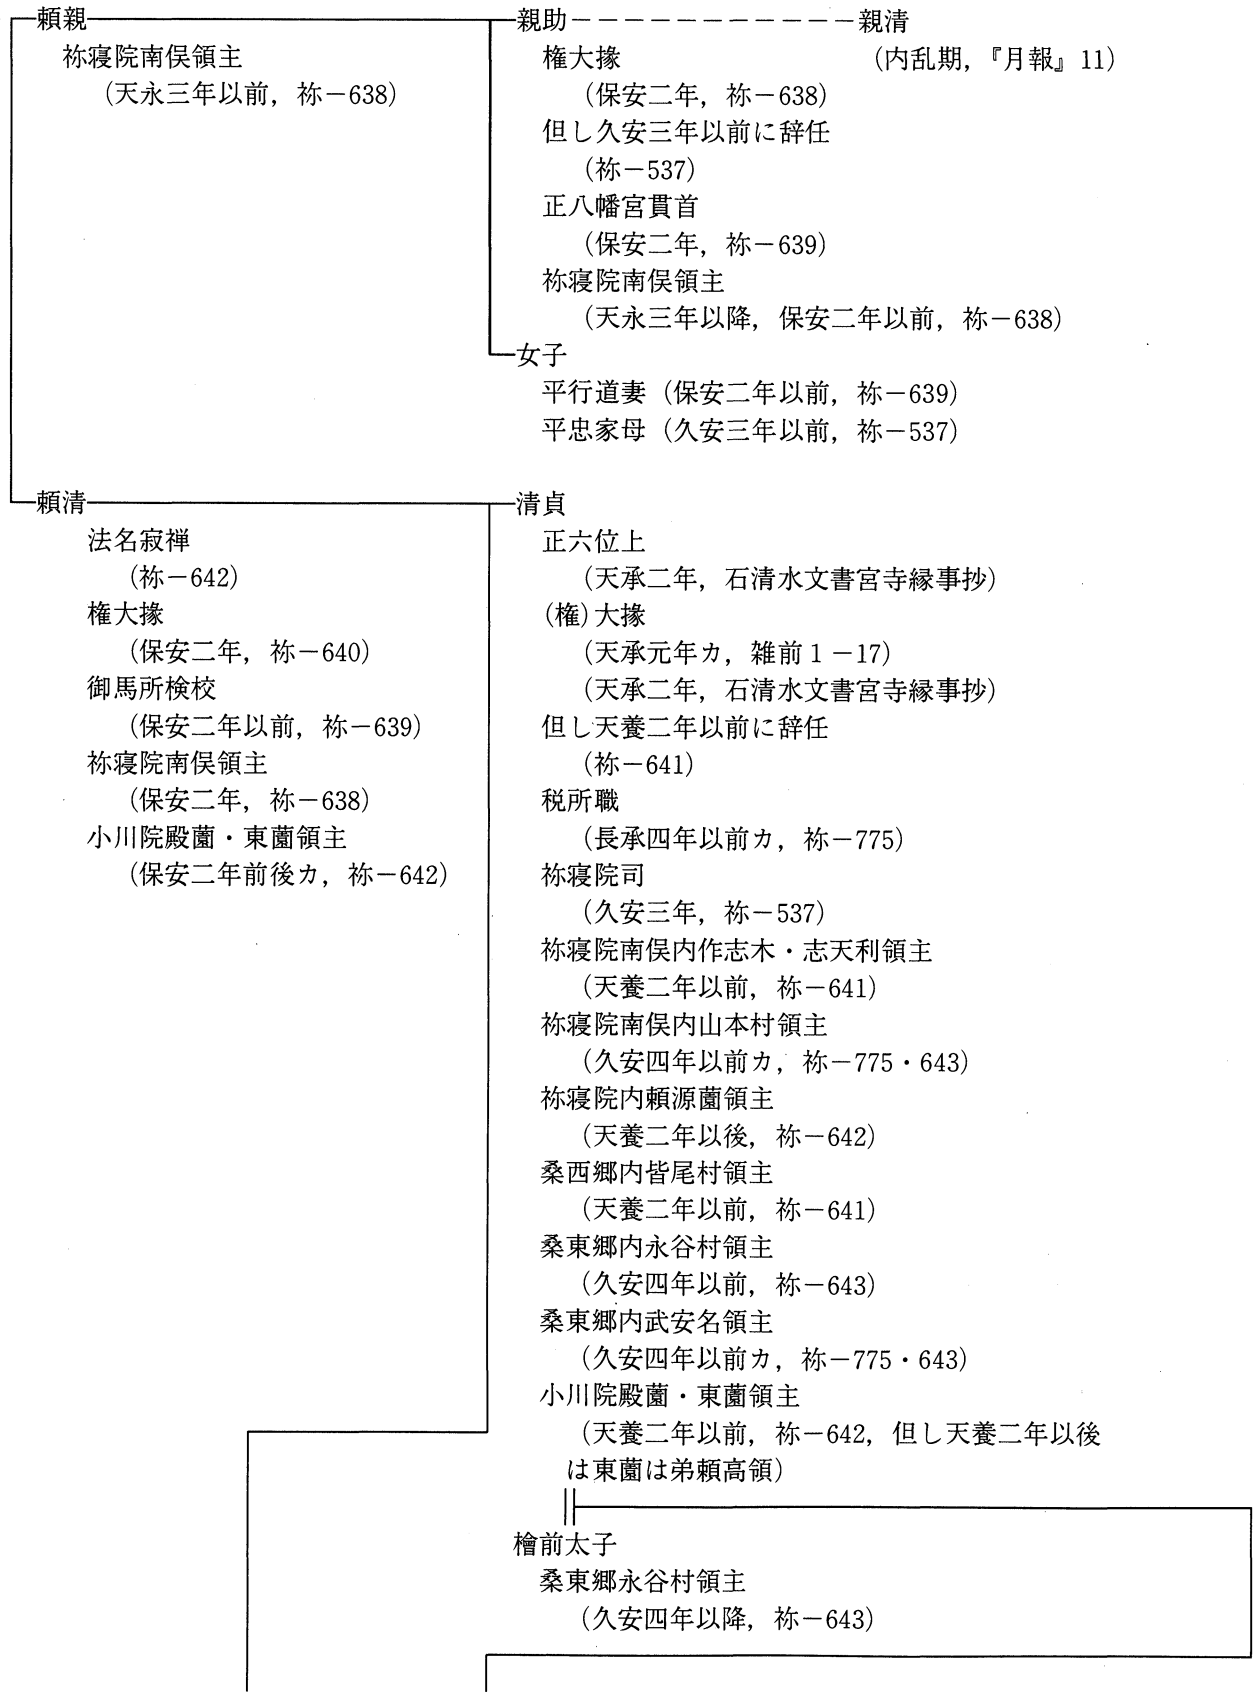 頼親
祢寝院南俣領主
（天永三年以前，祢－638）
親助－－－－－－－－－－－親清
権大掾
（内乱期，『月報』11）
（保安二年，祢－638）
但し久安三年以前に辞任
（祢－537）
正八幡宮貫首
（保安二年，祢－639）
祢寝院南俣領主
（天永三年以降，保安二年以前，祢－638）
女子
平行道妻（保安二年以前，祢－639）
平忠家母（久安三年以前，祢－537）
頼清
法名寂禅
（祢－642）
権大掾
（保安二年，祢－640）
御馬所検校
（保安二年以前，祢－639）
祢寝院南俣領主
（保安二年，祢－638）
小川院殿薗・東薗領主
（保安二年前後カ，祢－642）
清貞
正六位上
（天承二年，石清水文書宮寺縁事抄）
（権）大掾
（天承元年カ，雑前１－17）
（天承二年，石清水文書宮寺縁事抄）
但し天養二年以前に辞任
（祢－641）
税所職
（長承四年以前カ，祢－775）
祢寝院司
（久安三年，祢－537）
祢寝院南俣内作志木・志天利領主
（天養二年以前，祢－641）
祢寝院南俣内山本村領主
（久安四年以前カ，祢－775・643）
祢寝院内頼源薗領主
（天養二年以後，祢－642）
桑西郷内皆尾村領主
（天養二年以前，祢－641）
桑東郷内永谷村領主
（久安四年以前，祢－643）
桑東郷内武安名領主
（久安四年以前カ，祢－775・643）
小川院殿薗・東薗領主
（天養二年以前，祢－642，但し天養二年以後
は東薗は弟頼高領）
檜前太子
桑東郷永谷村領主
（久安四年以降，祢－643）